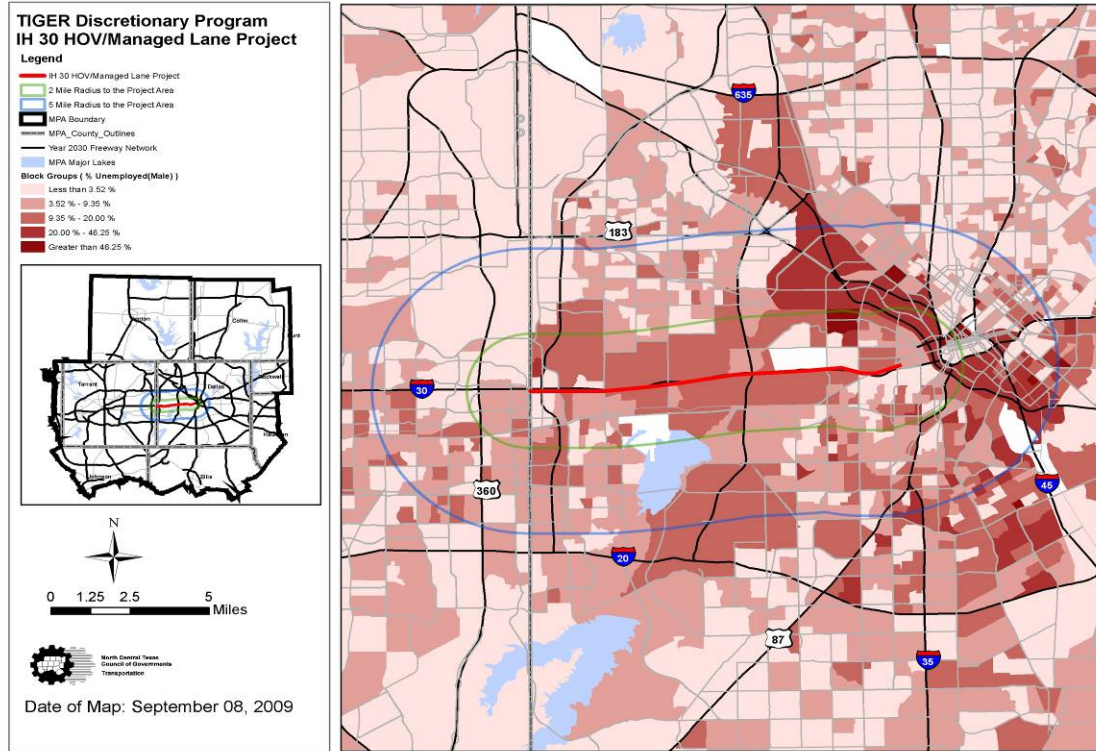 TIGER Discretionary Program
IH 30 HOV/Managed Lane Project
Legend
IH 30 HOV/Managed Lane Project
2 Mile Radius to the Project Area
5 Mile Radius to the Project Area
MPA Boundary
MPA_County_Outlines
Year 2030 Freeway Network
MPA Major Lakes
Block Groups ( % Unemployed(Male) )
Less than 3.52 %
3.52 % - 9.35 %
9.35 % - 20.00 %
20.00 % - 46.25 %
Greater than 46.25 %
Denton
Collin
Hunt
Tarrant
Dallas
Rockwall
Kaufman
Johnson
Ellis
N
0 1.25 2.5 5
Miles
North Central Texas
Council of Governments
Transportation
Date of Map: September 08, 2009
635
183
30
360
45
20
87
35